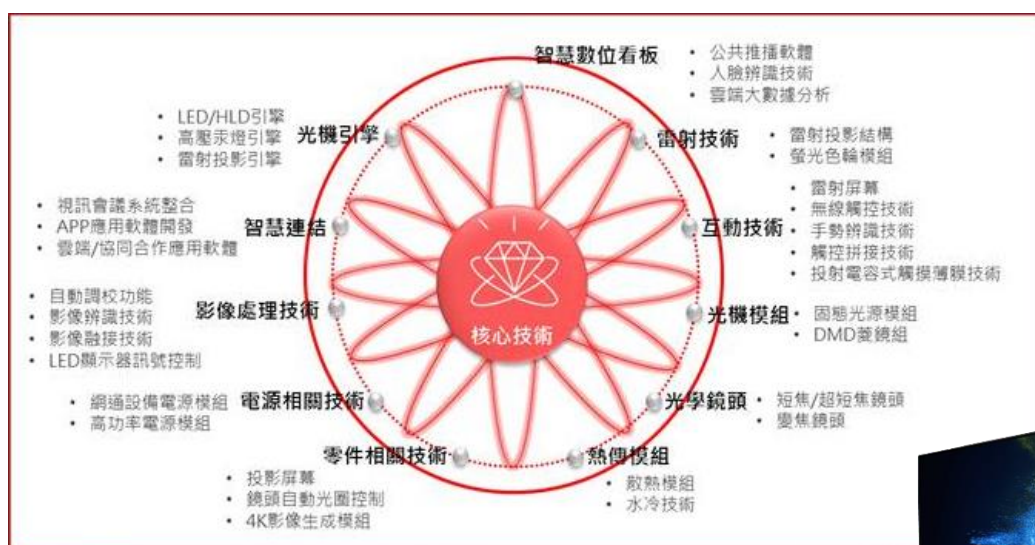 智慧數位看板
• 公共推播軟體
• 人臉辨識技術
• 雲端大數據分析
雷射技術
• 雷射投影結構
• 螢光色輪模組
互動技術
• 雷射屏幕
• 無線觸控技術
• 手勢辨識技術
• 觸控拼接技術
• 投射電容式觸摸薄膜技術
光機模組
• 固態光源模組
• DMD菱鏡組
光學鏡頭
• 短焦/超短焦鏡頭
• 變焦鏡頭
熱傳模組
• 散熱模組
• 水冷技術
零件相關技術
• 投影屏幕
• 鏡頭自動光圈控制
• 4K影像生成模組
電源相關技術
• 網通設備電源模組
• 高功率電源模組
影像處理技術
• 自動調校功能
• 影像辨識技術
• 影像融接技術
• LED顯示器訊號控制
智慧連結
• 視訊會議系統整合
• APP應用軟體開發
• 雲端/協同合作應用軟體
光機引擎
• LED/HLD引擎
• 高壓汞燈引擎
• 雷射投影引擎
核心技術